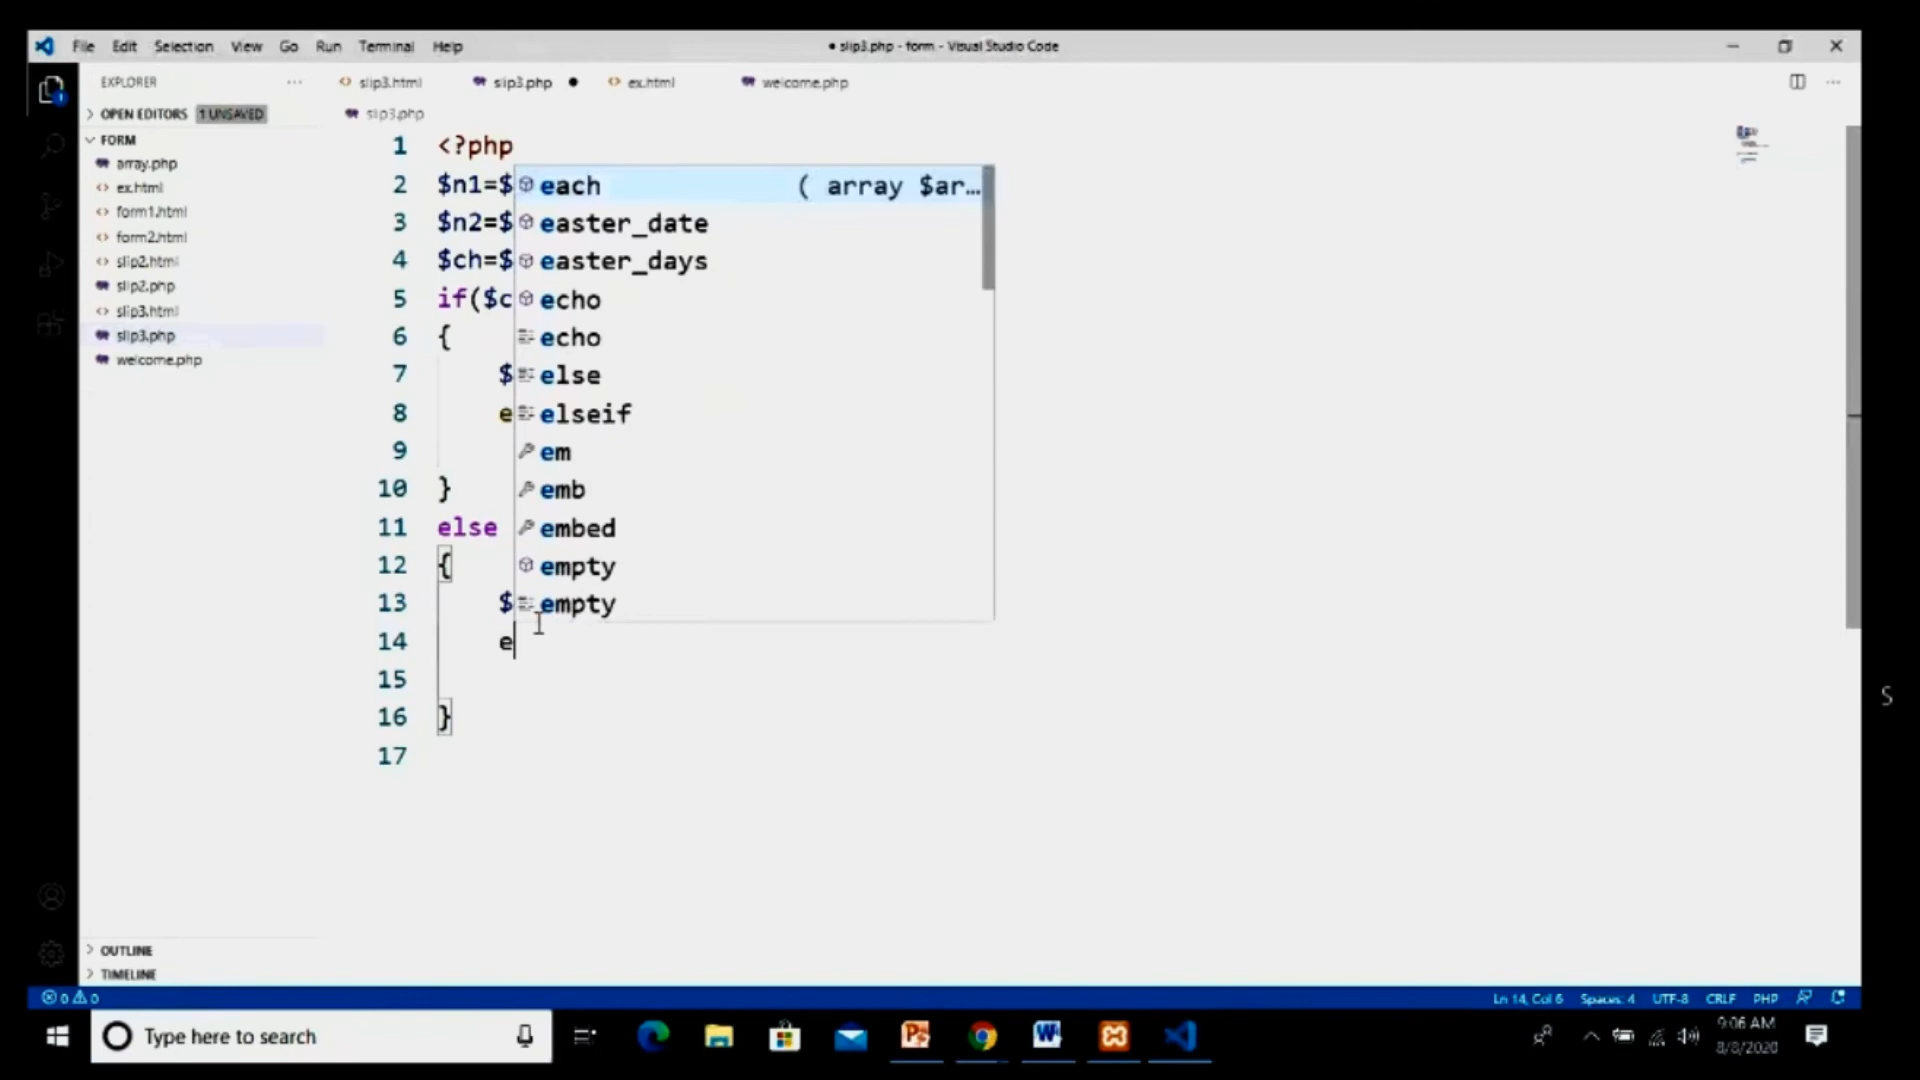 File Edit Selection View Go Run Terminal Help
● slip3.php - form - Visual Studio Code
EXPLORER
slip3.html
slip3.php
ex.html
welcome.php
OPEN EDITORS 1 UNSAVED
slip3.php
FORM
array.php
ex.html
form1.html
form2.html
slip2.html
slip2.php
slip3.html
slip3.php
welcome.php
1 <?php
2 $n1=$
3 $n2=$
4 $ch=$
5 if($c
6 {
7 $
8 e
9
10 }
11 else
12 {
13 $
14 e
15
16 }
17
each ( array $ar…
easter_date
easter_days
echo
echo
else
elseif
em
emb
embed
empty
empty
S
OUTLINE
TIMELINE
0 0
Ln 14, Col 6 Spaces: 4 UTF-8 CRLF PHP
Type here to search
9:06 AM
8/8/2020